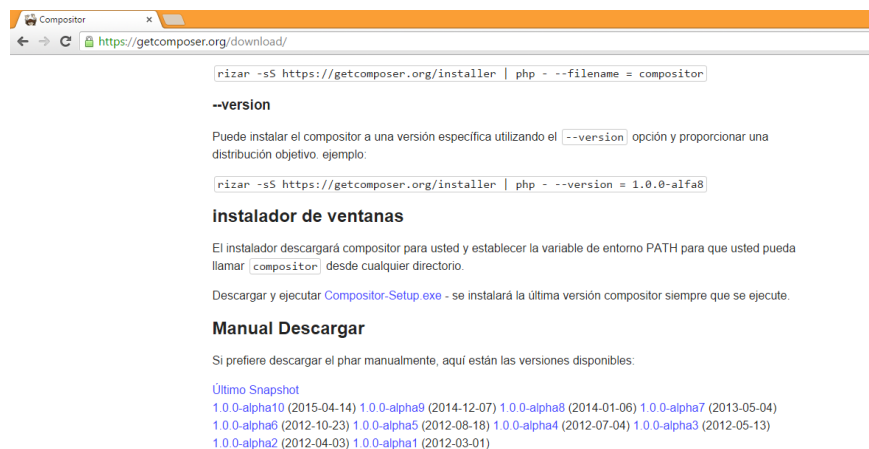 Compositor
https://getcomposer.org/download/
rizar -sS https://getcomposer.org/installer | php - --filename = compositor
--version
Puede instalar el compositor a una versión específica utilizando el --version opción y proporcionar una
distribución objetivo. ejemplo:
rizar -sS https://getcomposer.org/installer | php - --version = 1.0.0-alfa8
instalador de ventanas
El instalador descargará compositor para usted y establecer la variable de entorno PATH para que usted pueda
llamar compositor desde cualquier directorio.
Descargar y ejecutar Compositor-Setup.exe - se instalará la última versión compositor siempre que se ejecute.
Manual Descargar
Si prefiere descargar el phar manualmente, aquí están las versiones disponibles:
Último Snapshot
1.0.0-alpha10 (2015-04-14) 1.0.0-alpha9 (2014-12-07) 1.0.0-alpha8 (2014-01-06) 1.0.0-alpha7 (2013-05-04)
1.0.0-alpha6 (2012-10-23) 1.0.0-alpha5 (2012-08-18) 1.0.0-alpha4 (2012-07-04) 1.0.0-alpha3 (2012-05-13)
1.0.0-alpha2 (2012-04-03) 1.0.0-alpha1 (2012-03-01)